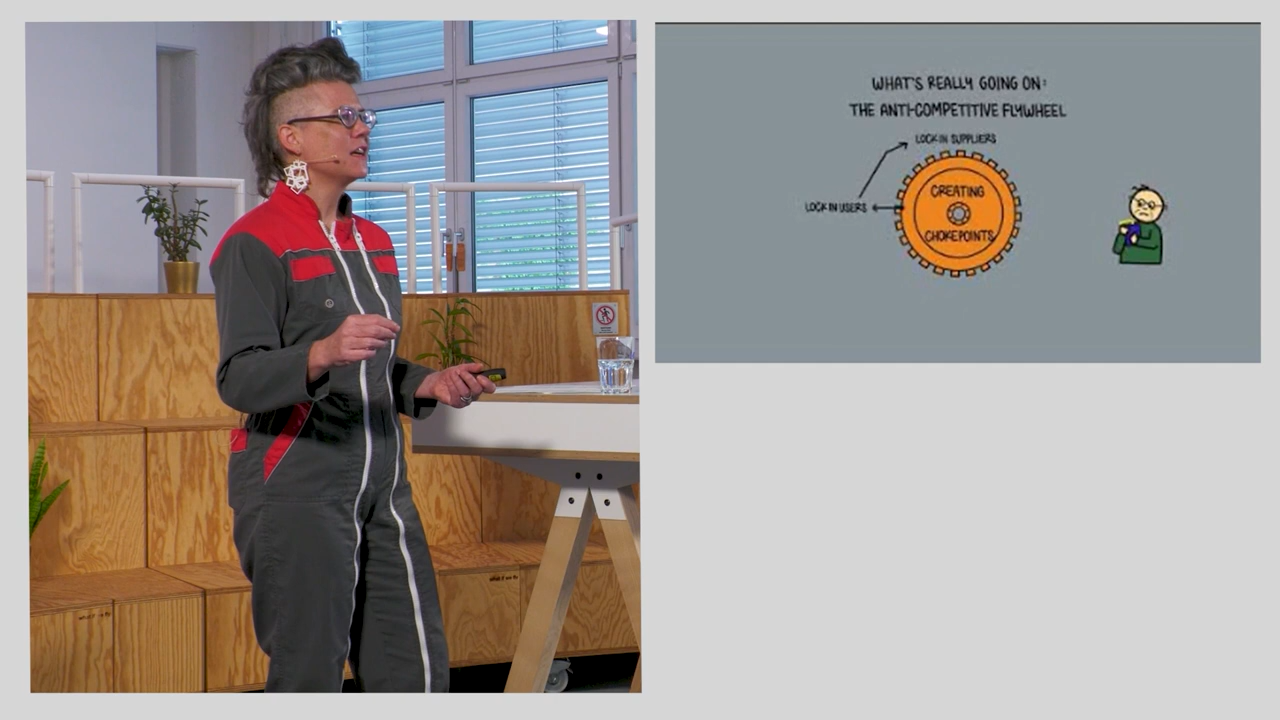 WHAT'S REALLY GOING ON:
THE ANTI-COMPETITIVE FLYWHEEL
LOCK IN SUPPLIERS
LOCK IN USERS
CREATING
CHOKEPOINTS